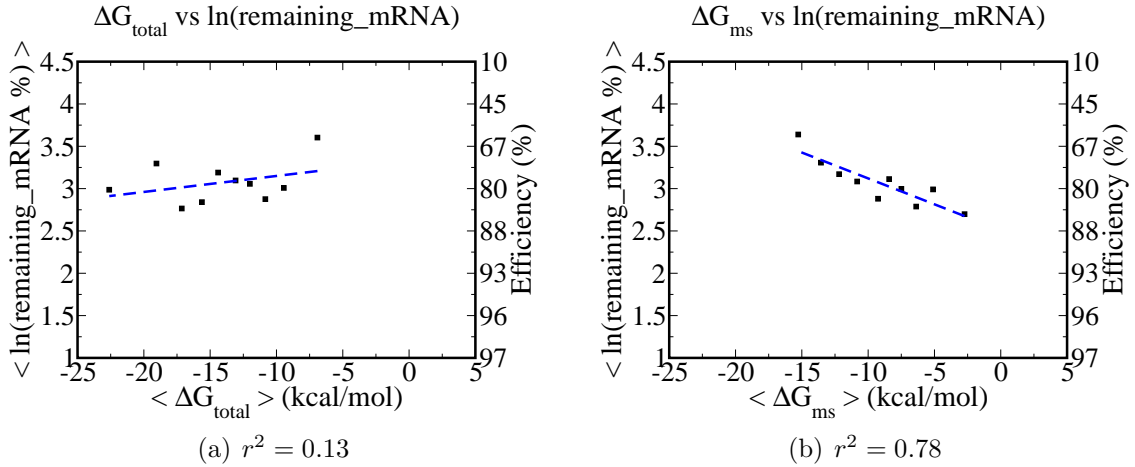 ΔG_total vs ln(remaining_mRNA)
< ln(remaining_mRNA %) >
4.5
4
3.5
3
2.5
2
1.5
1
10
45
67
80
88
93
96
97
Efficiency (%)
-25 -20 -15 -10 -5 0 5
< ΔG_total > (kcal/mol)
(a) r² = 0.13
ΔG_ms vs ln(remaining_mRNA)
< ln(remaining_mRNA %) >
4.5
4
3.5
3
2.5
2
1.5
1
10
45
67
80
88
93
96
97
Efficiency (%)
-25 -20 -15 -10 -5 0 5
< ΔG_ms > (kcal/mol)
(b) r² = 0.78